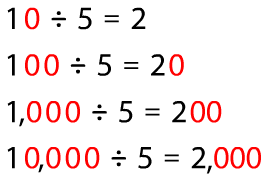 10 ÷ 5 = 2
100 ÷ 5 = 20
1,000 ÷ 5 = 200
10,000 ÷ 5 = 2,000